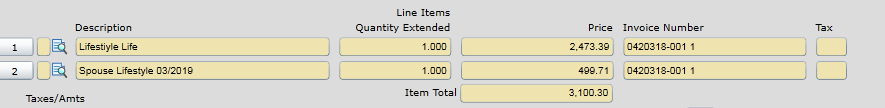 Line Items
Description Quantity Extended Price Invoice Number Tax
1 Lifestiyle Life 1.000 2,473.39 0420318-001 1
2 Spouse Lifestyle 03/2019 1.000 499.71 0420318-001 1
Taxes/Amts Item Total 3,100.30